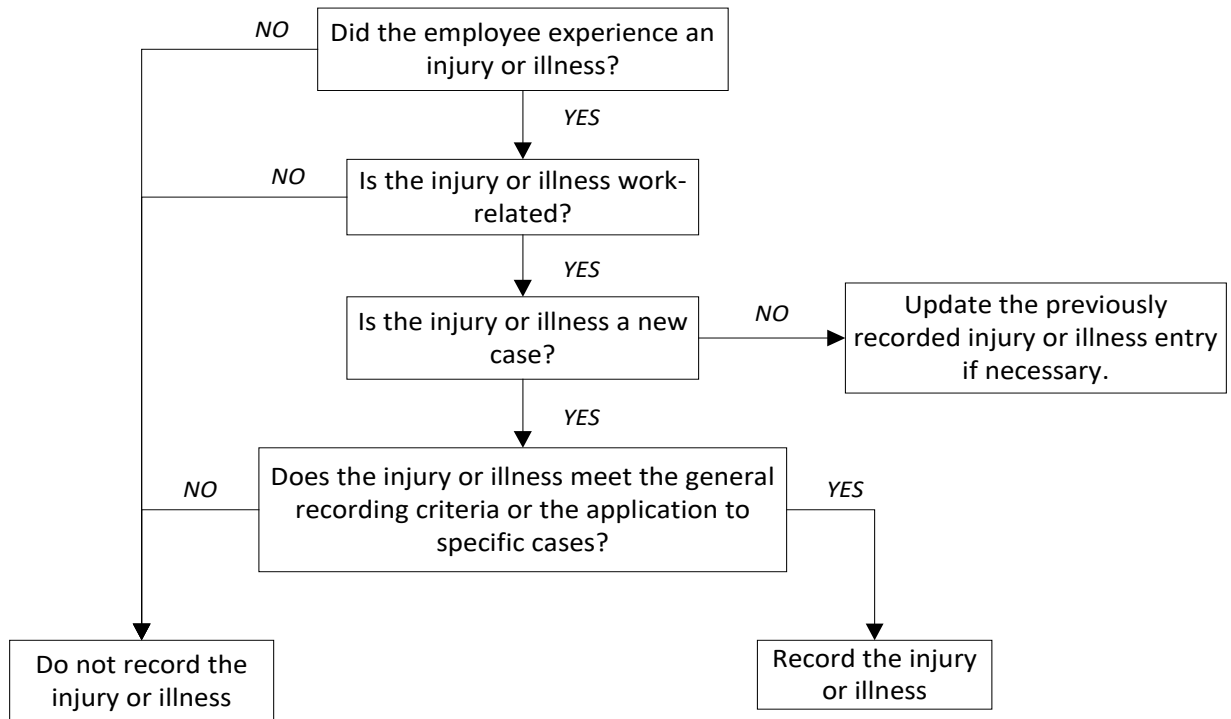 NO
Did the employee experience an
injury or illness?
YES
NO
Is the injury or illness work-
related?
YES
Is the injury or illness a new
case?
NO
Update the previously
recorded injury or illness entry
if necessary.
YES
NO
Does the injury or illness meet the general
recording criteria or the application to
specific cases?
YES
Do not record the
injury or illness
Record the injury
or illness